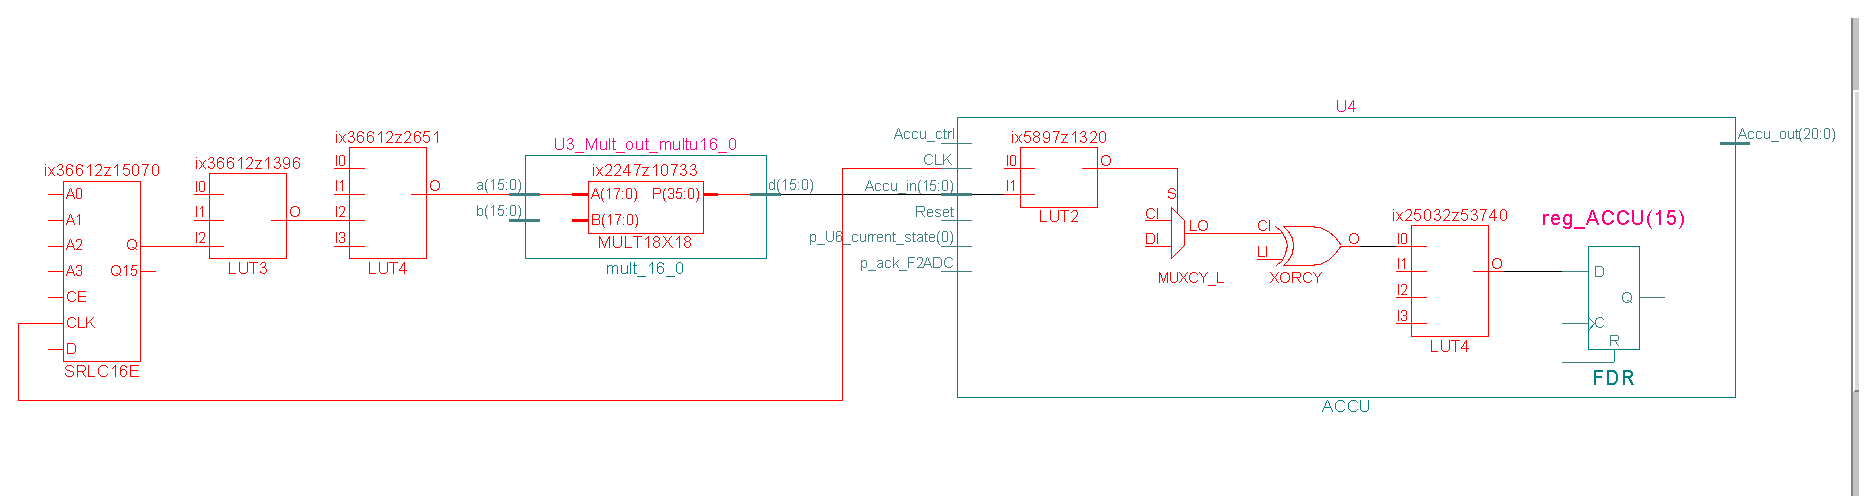 U4
ix36612z15070
A0
A1
A2
A3
CE
CLK
D
Q
Q15
SRLC16E
ix36612z1396
I0
I1
I2
O
LUT3
ix36612z2651
I0
I1
I2
I3
O
LUT4
U3_Mult_out_multu16_0
a(15:0)
b(15:0)
ix2247z10733
A(17:0)
B(17:0)
P(35:0)
MULT18X18
d(15:0)
mult_16_0
Accu_ctrl
CLK
Accu_in(15:0)
Reset
p_U6_current_state(0)
p_ack_F2ADC
ix5897z1320
I0
I1
O
LUT2
S
CI
DI
LO
MUXCY_L
CI
LI
O
XORCY
ix25032z53740
I0
I1
I2
I3
O
LUT4
reg_ACCU(15)
D
Q
C
R
FDR
Accu_out(20:0)
ACCU